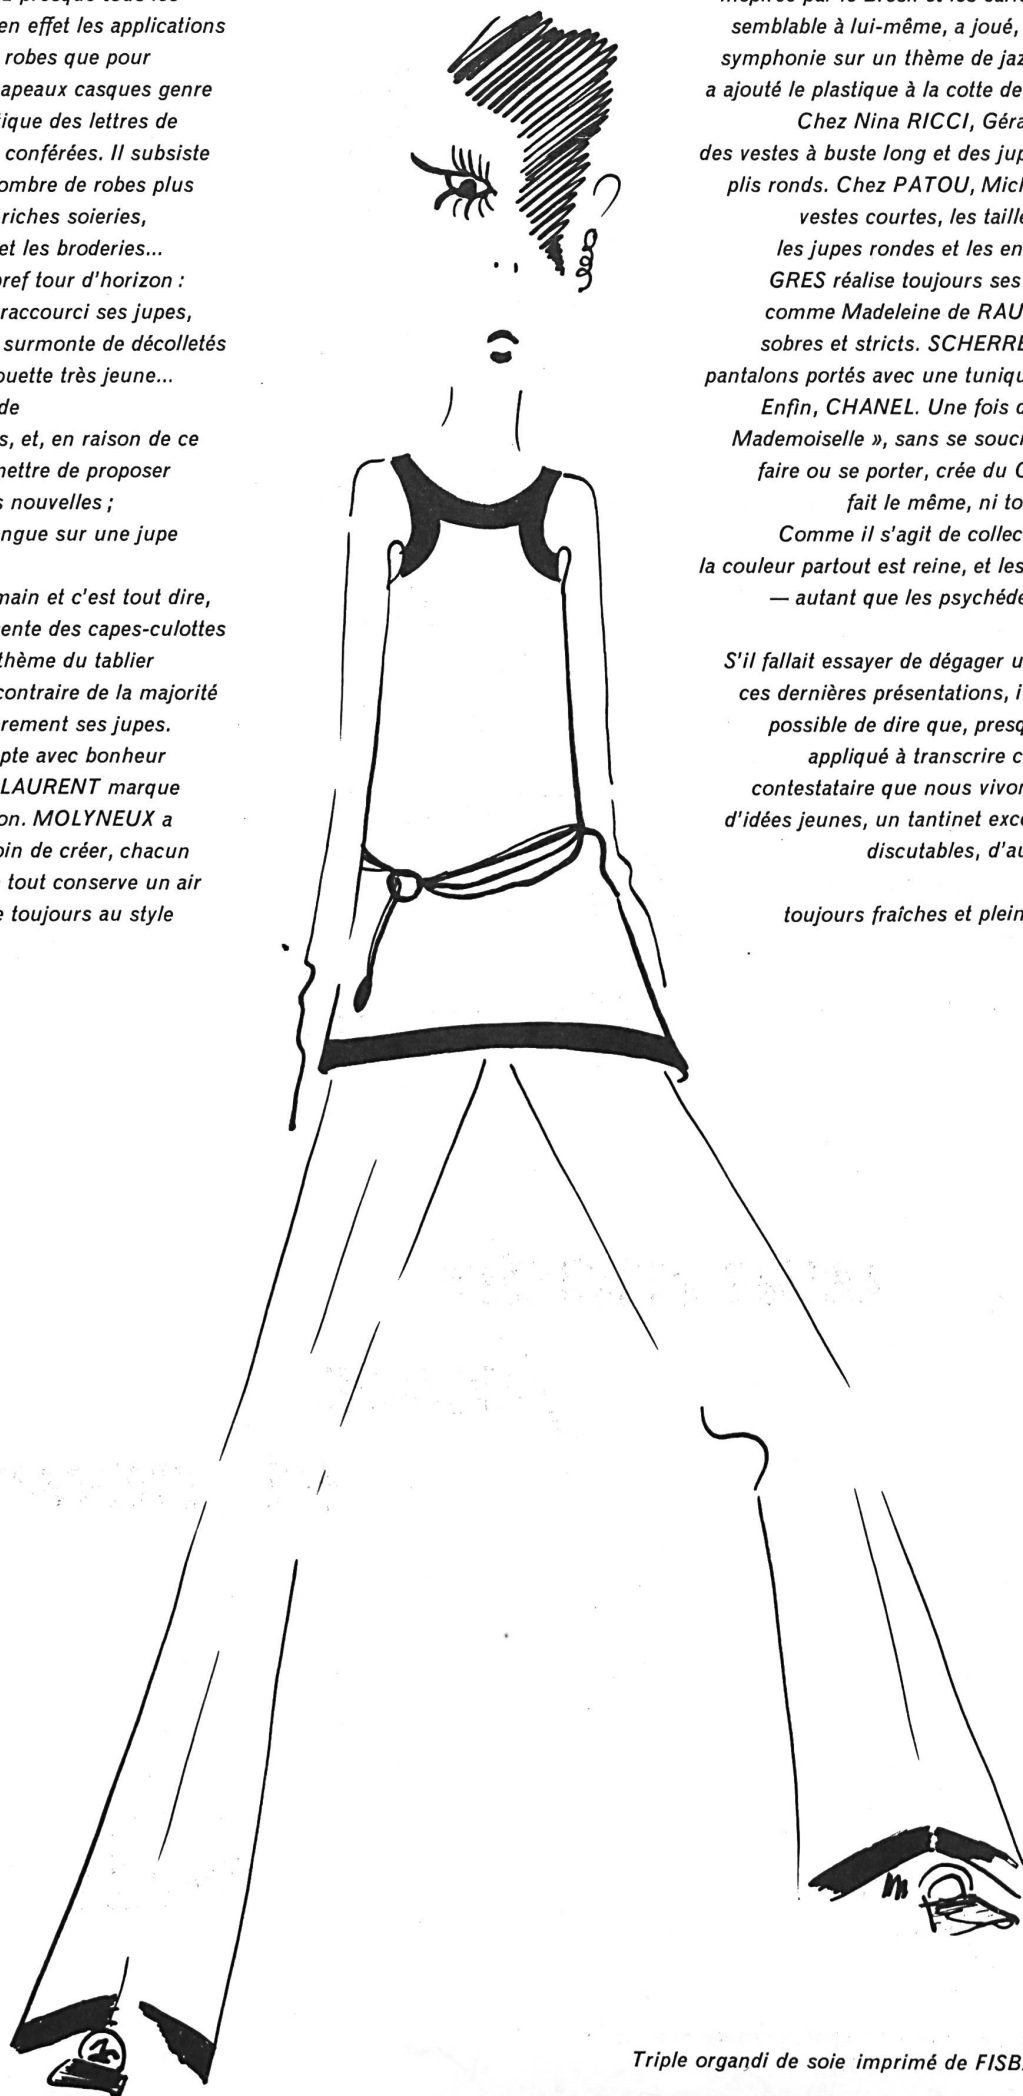 en effet les applications
robes que pour
apeaux casques genre
ique des lettres de
conférées. Il subsiste
ombre de robes plus
riches soieries,
et les broderies...
ref tour d'horizon :
raccourci ses jupes,
surmonte de décolletés
ouette très jeune...
de
s, et, en raison de ce
mettre de proposer
s nouvelles ;
ngue sur une jupe
main et c'est tout dire,
ente des capes-culottes
thème du tablier
contraire de la majorité
rement ses jupes.
pte avec bonheur
LAURENT marque
on. MOLYNEUX a
oin de créer, chacun
tout conserve un air
e toujours au style
semblable à lui-même, a joué,
symphonie sur un thème de jaz
a ajouté le plastique à la cotte de
Chez Nina RICCI, Géra
des vestes à buste long et des jup
plis ronds. Chez PATOU, Mich
vestes courtes, les taille
les jupes rondes et les en
GRES réalise toujours ses
comme Madeleine de RAU
sobres et stricts. SCHERRE
pantalons portés avec une tuniqu
Enfin, CHANEL. Une fois d
Mademoiselle », sans se souci
faire ou se porter, crée du C
fait le même, ni to
Comme il s'agit de collec
la couleur partout est reine, et les
— autant que les psychéde
S'il fallait essayer de dégager u
ces dernières présentations, i
possible de dire que, presq
appliqué à transcrire c
contestataire que nous vivor
d'idées jeunes, un tantinet exce
discutables, d'au
toujours fraîches et plein
Triple organdi de soie imprimé de FISB